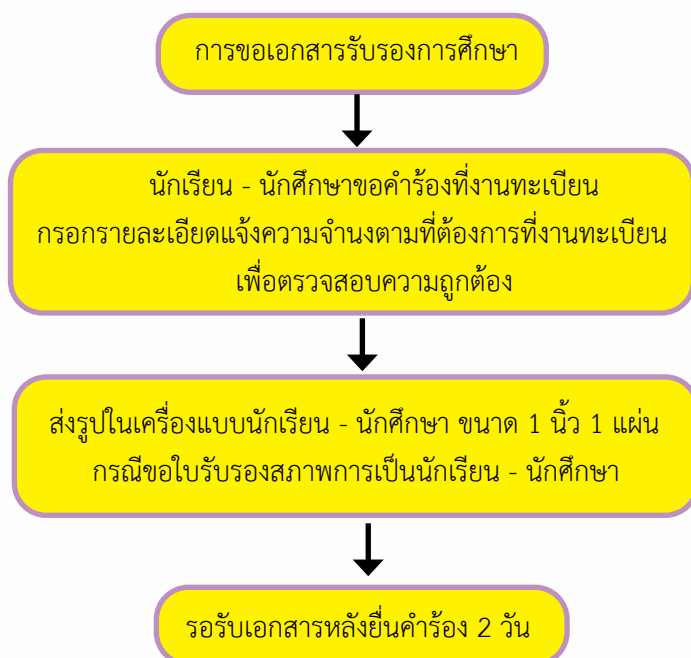 การขอเอกสารรับรองการศึกษา
นักเรียน - นักศึกษาขอคำร้องที่งานทะเบียน
กรอกรายละเอียดแจ้งความจำนงตามที่ต้องการที่งานทะเบียน
เพื่อตรวจสอบความถูกต้อง
ส่งรูปในเครื่องแบบนักเรียน - นักศึกษา ขนาด 1 นิ้ว 1 แผ่น
กรณีขอใบรับรองสภาพการเป็นนักเรียน - นักศึกษา
รอรับเอกสารหลังยื่นคำร้อง 2 วัน